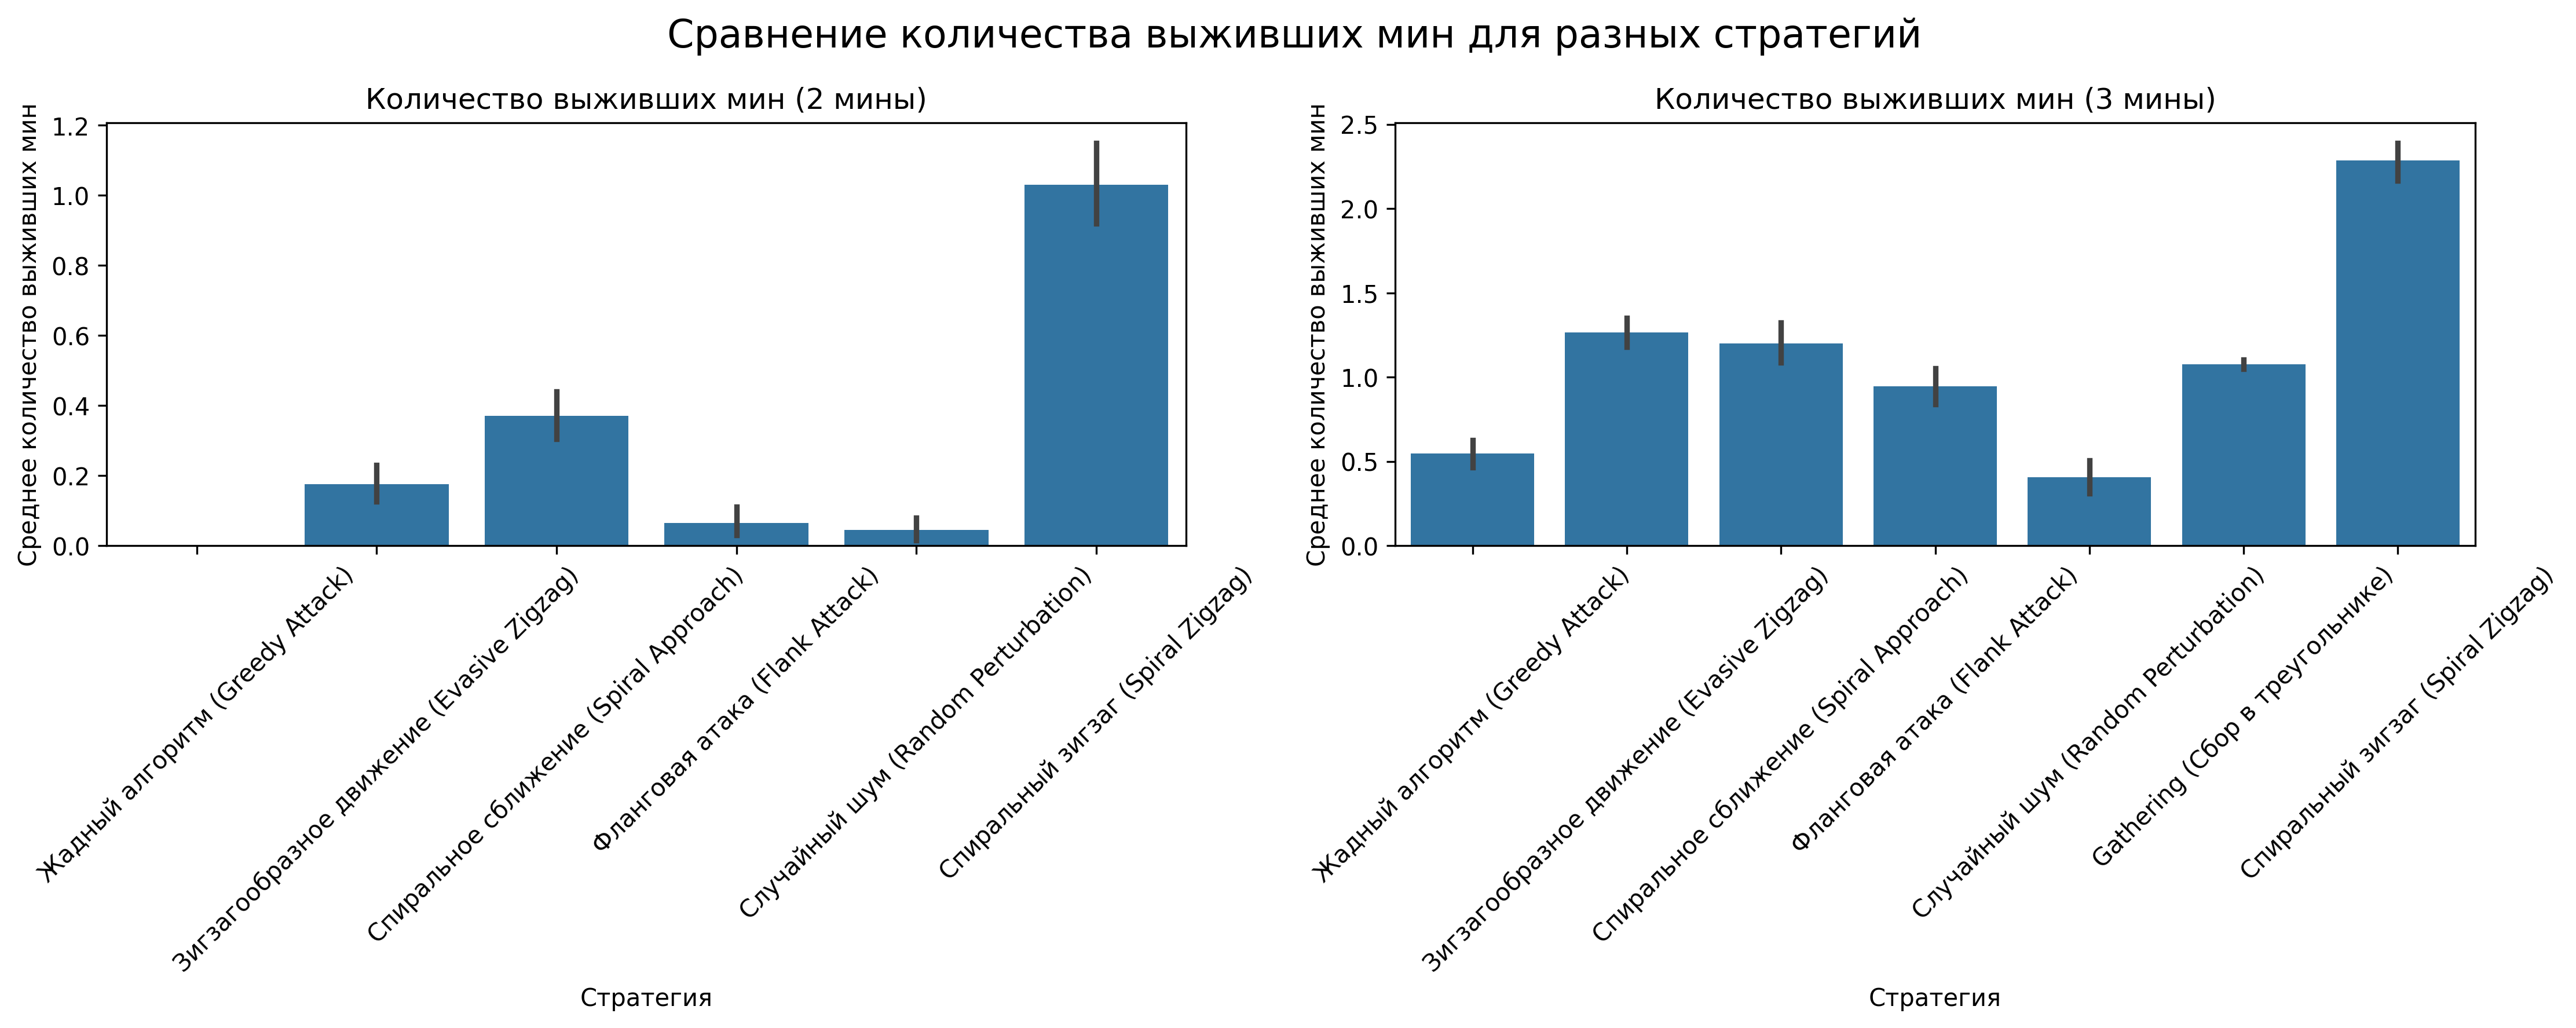 Сравнение количества выживших мин для разных стратегий
Количество выживших мин (2 мины)
Среднее количество выживших мин
1.2
1.0
0.8
0.6
0.4
0.2
0.0
Жадный алгоритм (Greedy Attack)
Зигзагообразное движение (Evasive Zigzag)
Спиральное сближение (Spiral Approach)
Фланговая атака (Flank Attack)
Случайный шум (Random Perturbation)
Спиральный зигзаг (Spiral Zigzag)
Стратегия
Количество выживших мин (3 мины)
Среднее количество выживших мин
2.5
2.0
1.5
1.0
0.5
0.0
Жадный алгоритм (Greedy Attack)
Зигзагообразное движение (Evasive Zigzag)
Спиральное сближение (Spiral Approach)
Фланговая атака (Flank Attack)
Случайный шум (Random Perturbation)
Gathering (Сбор в треугольнике)
Спиральный зигзаг (Spiral Zigzag)
Стратегия